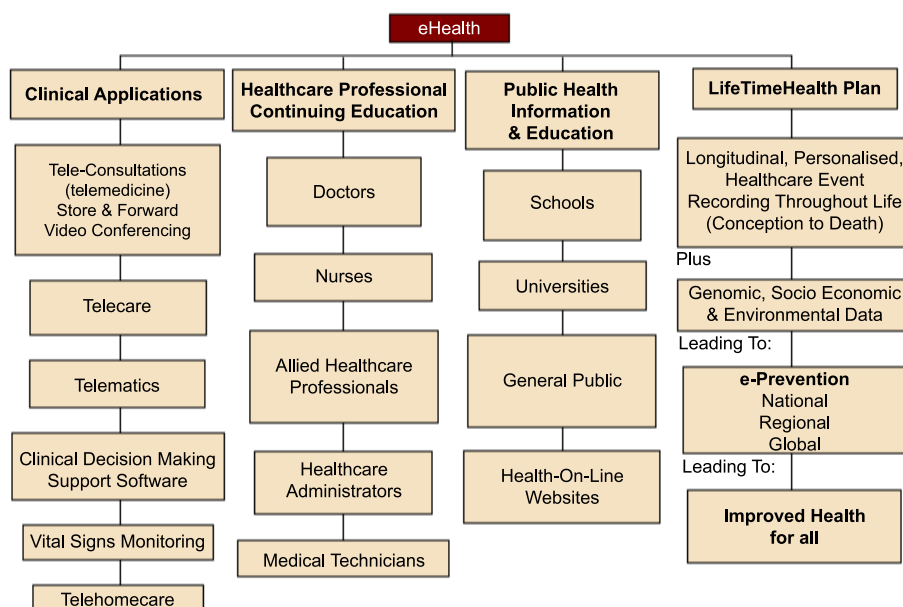 eHealth
Clinical Applications
Tele-Consultations
(telemedicine)
Store & Forward
Video Conferencing
Telecare
Telematics
Clinical Decision Making
Support Software
Vital Signs Monitoring
Telehomecare
Healthcare Professional
Continuing Education
Doctors
Nurses
Allied Healthcare
Professionals
Healthcare
Administrators
Medical Technicians
Public Health
Information
& Education
Schools
Universities
General Public
Health-On-Line
Websites
LifeTimeHealth Plan
Longitudinal, Personalised,
Healthcare Event
Recording Throughout Life
(Conception to Death)
Plus
Genomic, Socio Economic
& Environmental Data
Leading To:
e-Prevention
National
Regional
Global
Leading To:
Improved Health
for all